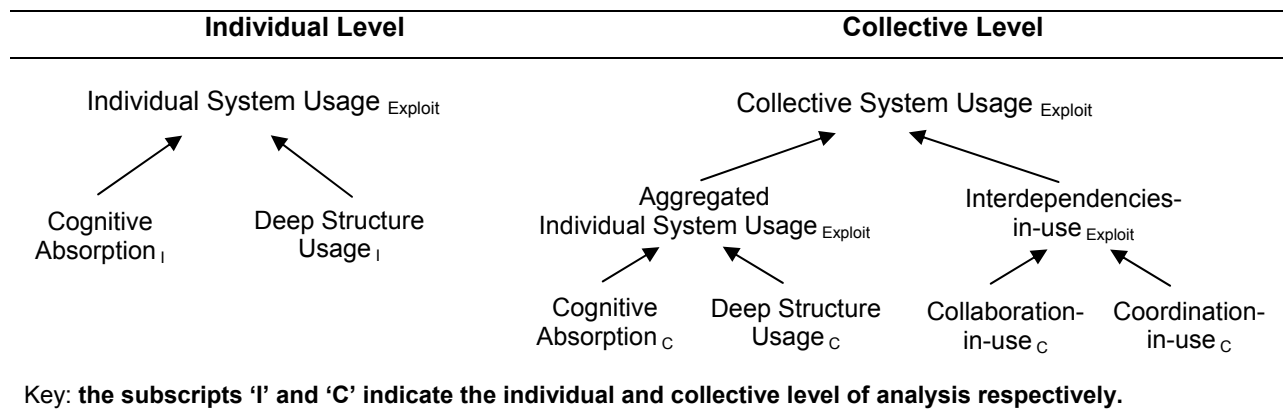 Individual Level
Collective Level
Individual System Usage Exploit
Collective System Usage Exploit
Cognitive
Absorption I
Deep Structure
Usage I
Aggregated
Individual System Usage Exploit
Interdependencies-
in-use Exploit
Cognitive
Absorption C
Deep Structure
Usage C
Collaboration-
in-use C
Coordination-
in-use C
Key: the subscripts ‘I’ and ‘C’ indicate the individual and collective level of analysis respectively.